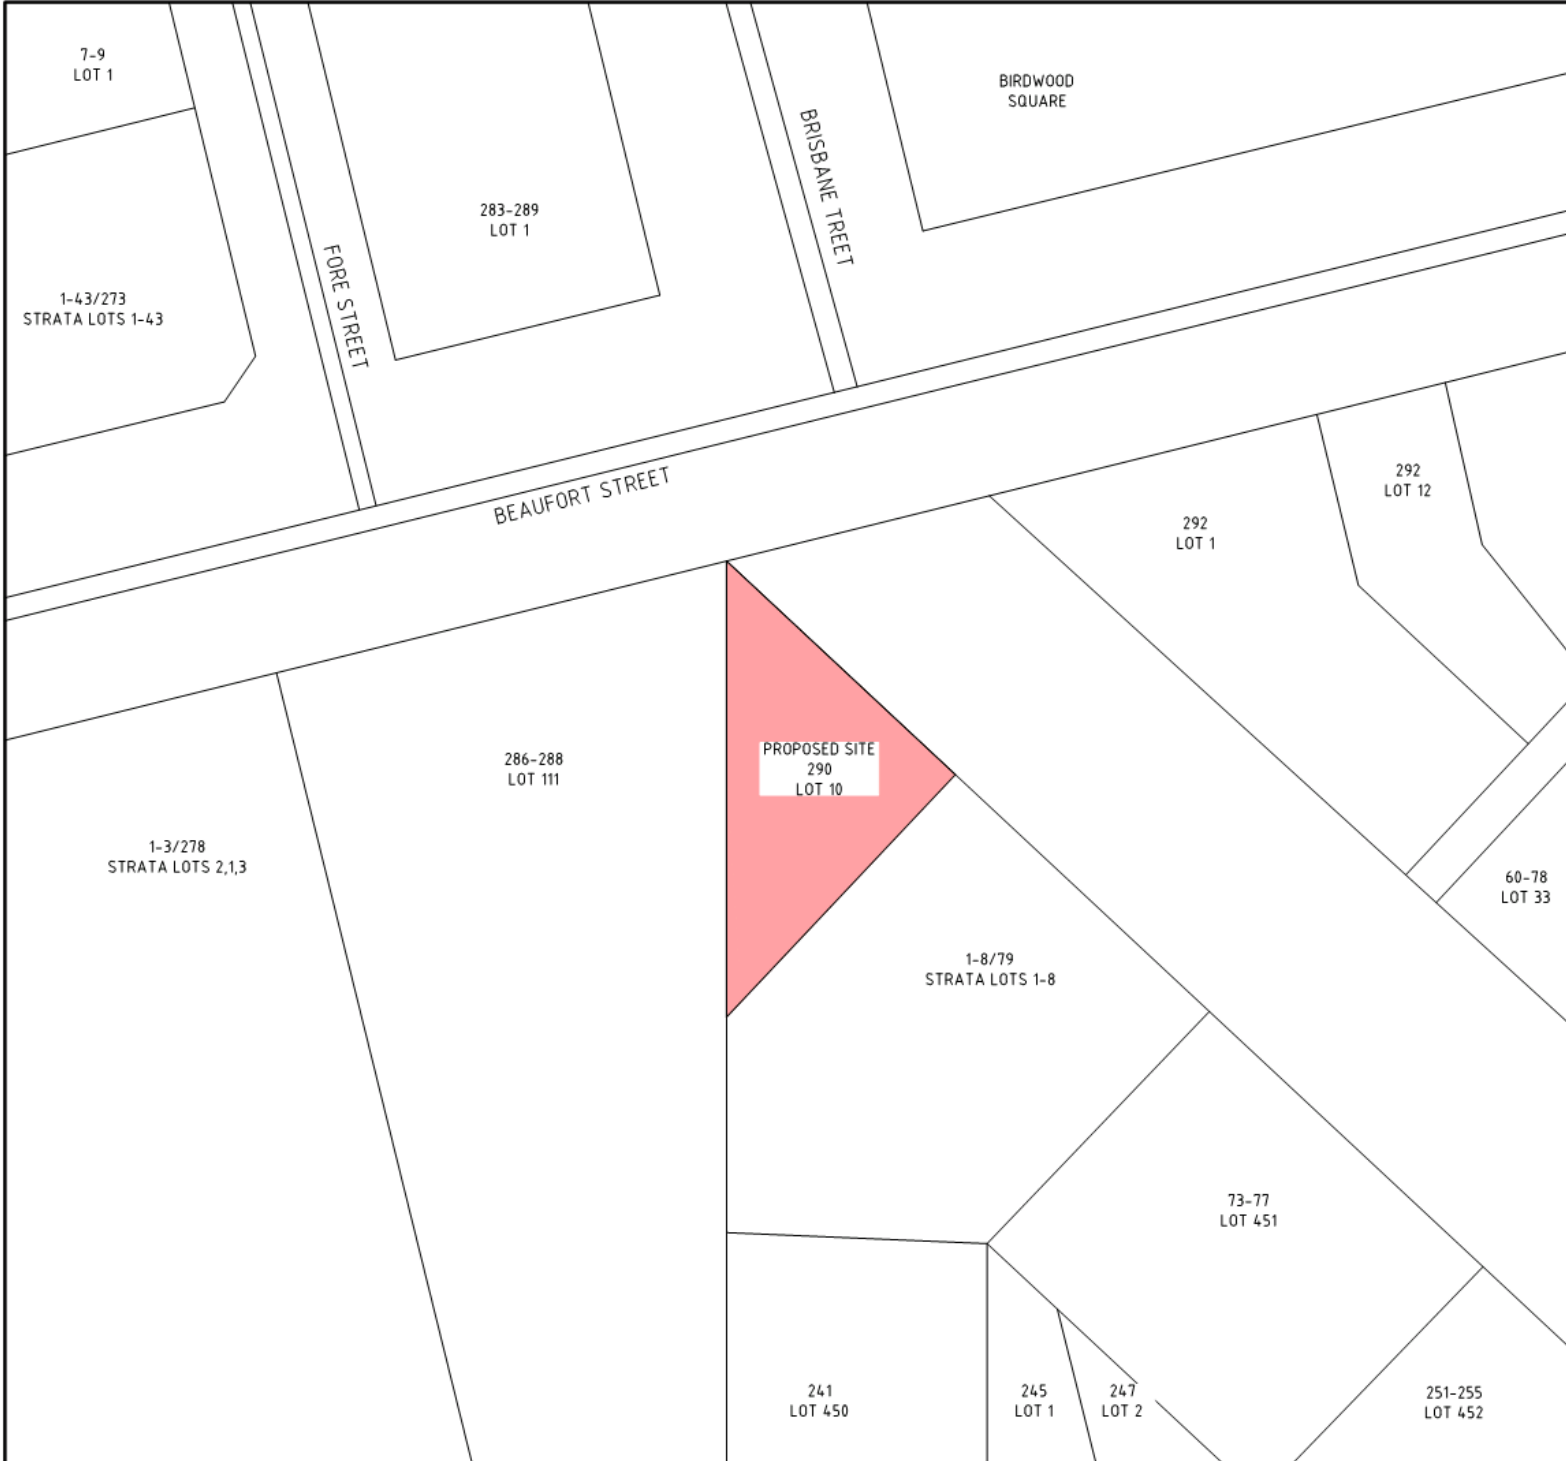 7-9
LOT 1
BIRDWOOD
SQUARE
BRISBANE TREET
283-289
LOT 1
FORE STREET
1-43/273
STRATA LOTS 1-43
BEAUFORT STREET
292
LOT 12
292
LOT 1
PROPOSED SITE
290
LOT 10
286-288
LOT 111
1-3/278
STRATA LOTS 2,1,3
60-78
LOT 33
1-8/79
STRATA LOTS 1-8
73-77
LOT 451
241
LOT 450
245
LOT 1
247
LOT 2
251-255
LOT 452